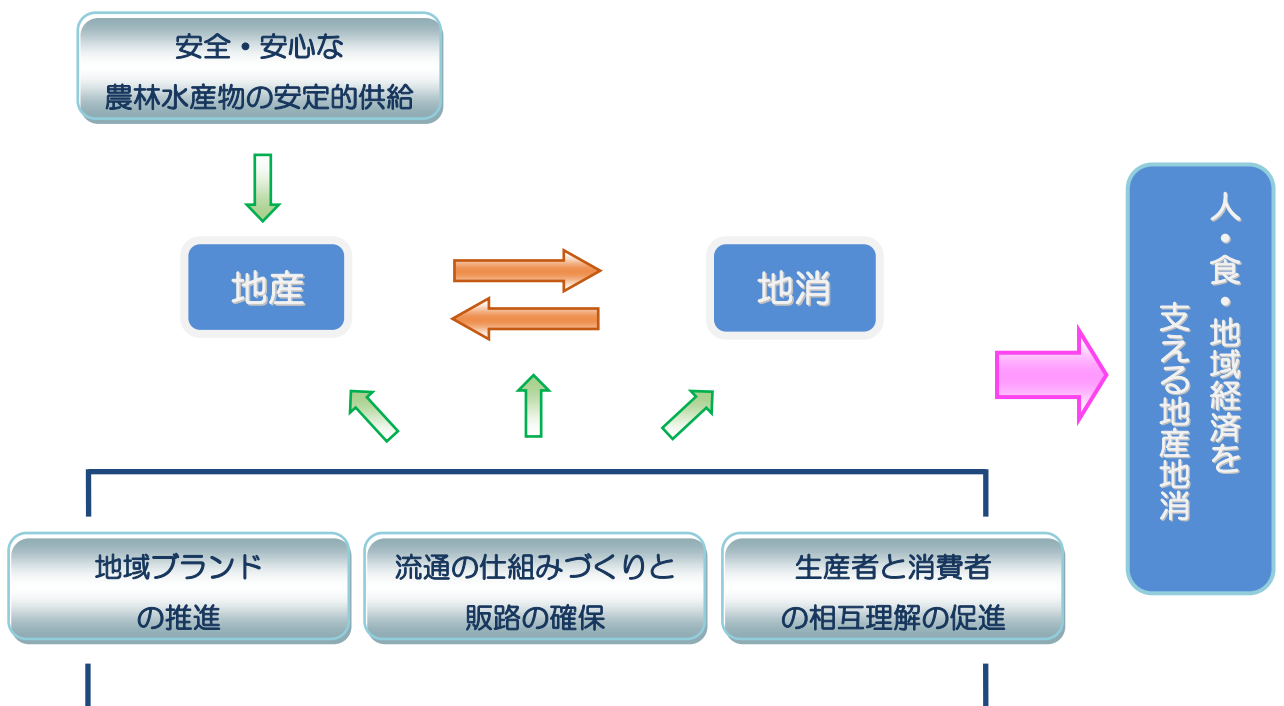 安全・安心な
農林水産物の安定的供給
地産
地消
人・食・地域経済を
支える地産地消
地域ブランド
の推進
流通の仕組みづくりと
販路の確保
生産者と消費者
の相互理解の促進